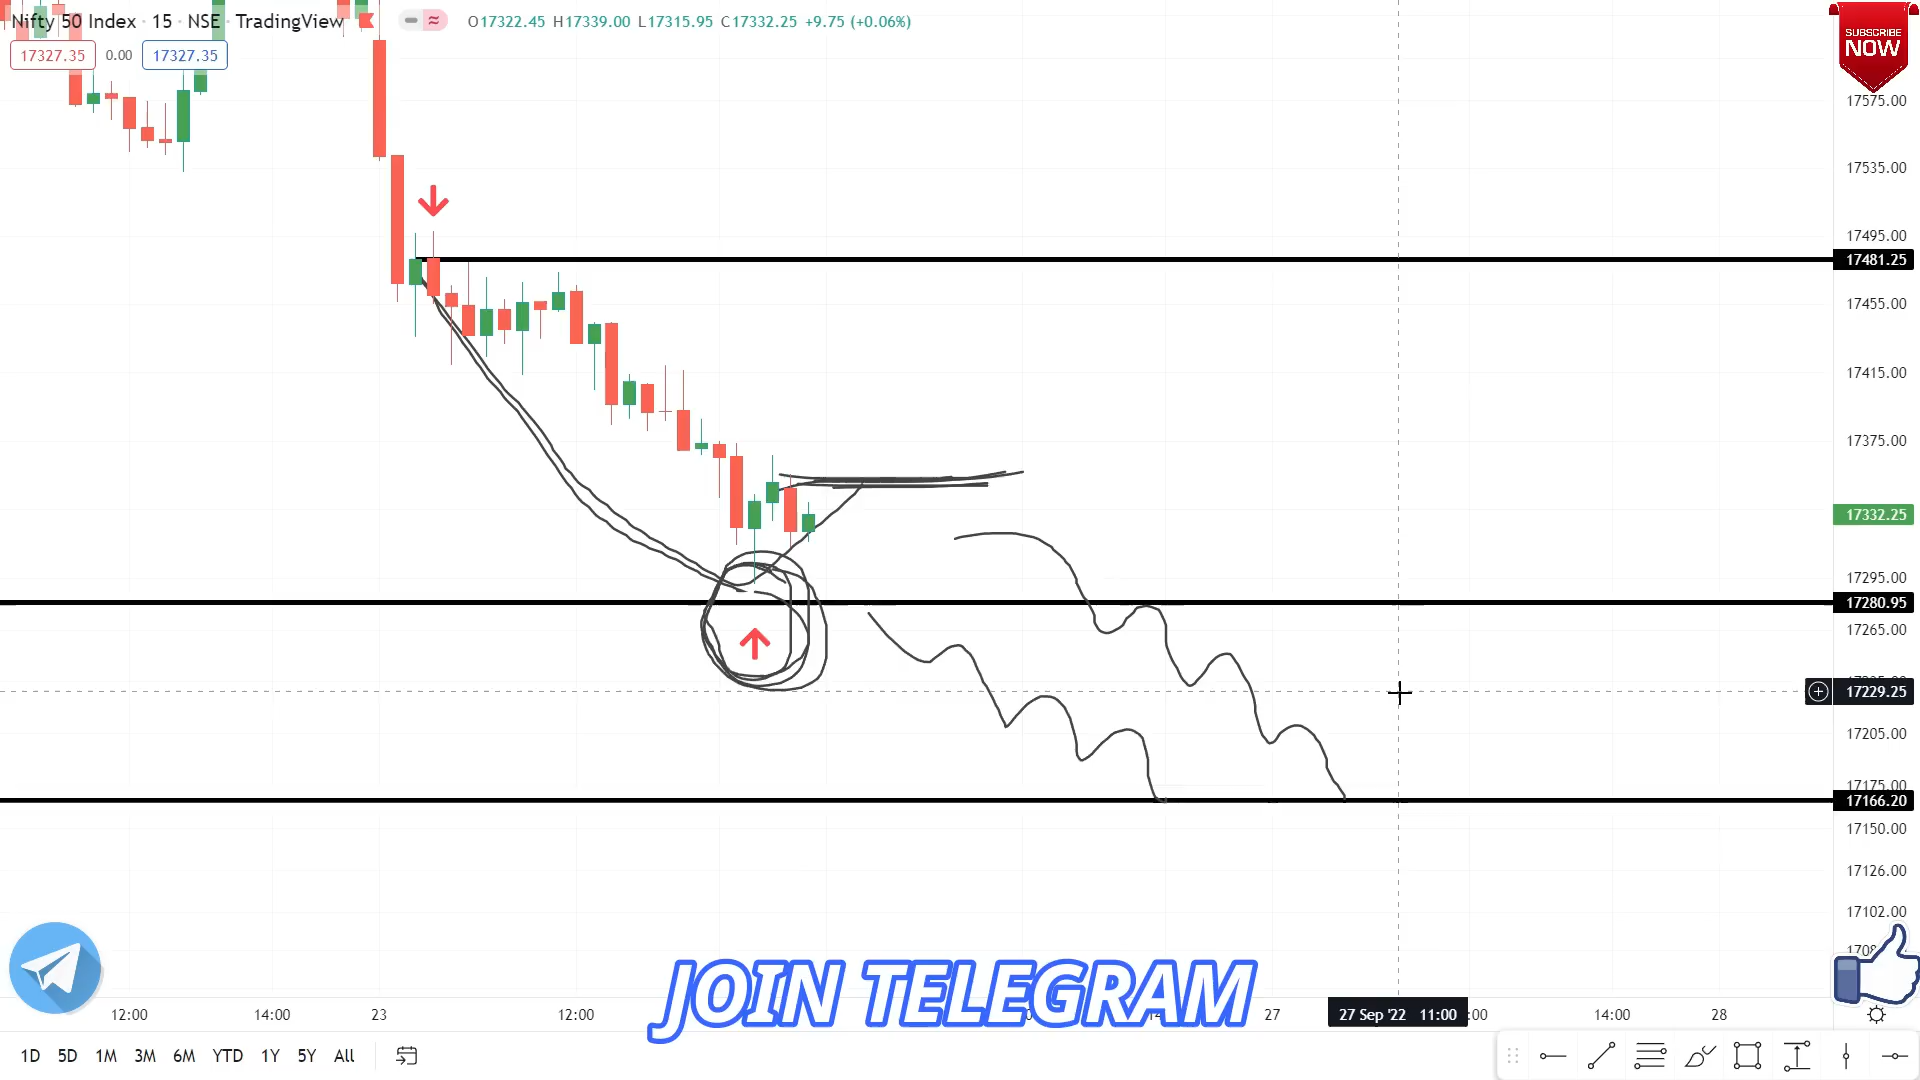 Nifty 50 Index · 15 · NSE TradingView O17322.45 H17339.00 L17315.95 C17332.25 +9.75 (+0.06%)
17327.35 0.00 17327.35
SUBSCRIBE
NOW
17575.00
17535.00
17495.00
17481.25
17455.00
17415.00
17375.00
17332.25
17295.00
17280.95
17265.00
17229.25
17205.00
17175.00
17166.20
17150.00
17126.00
17102.00
JOIN TELEGRAM
12:00 14:00 23 12:00 27 27 Sep '22 11:00 14:00 28
1D 5D 1M 3M 6M YTD 1Y 5Y All